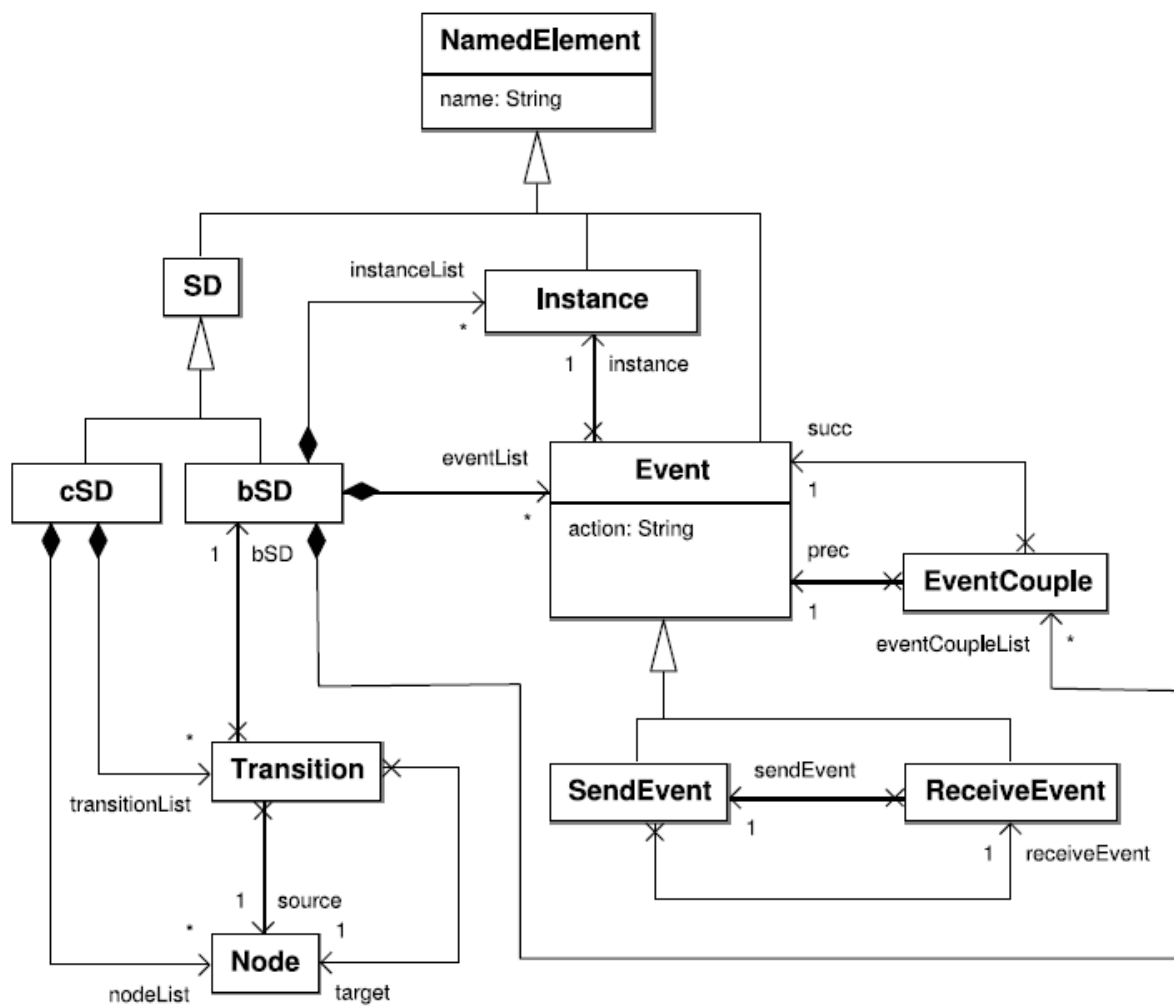 NamedElement
name: String
SD
instanceList
*
Instance
1
instance
cSD
bSD
eventList
*
Event
action: String
succ
1
prec
1
EventCouple
eventCoupleList
*
1
bSD
*
Transition
transitionList
SendEvent
sendEvent
1
ReceiveEvent
1
receiveEvent
1
source
1
*
Node
nodeList
target